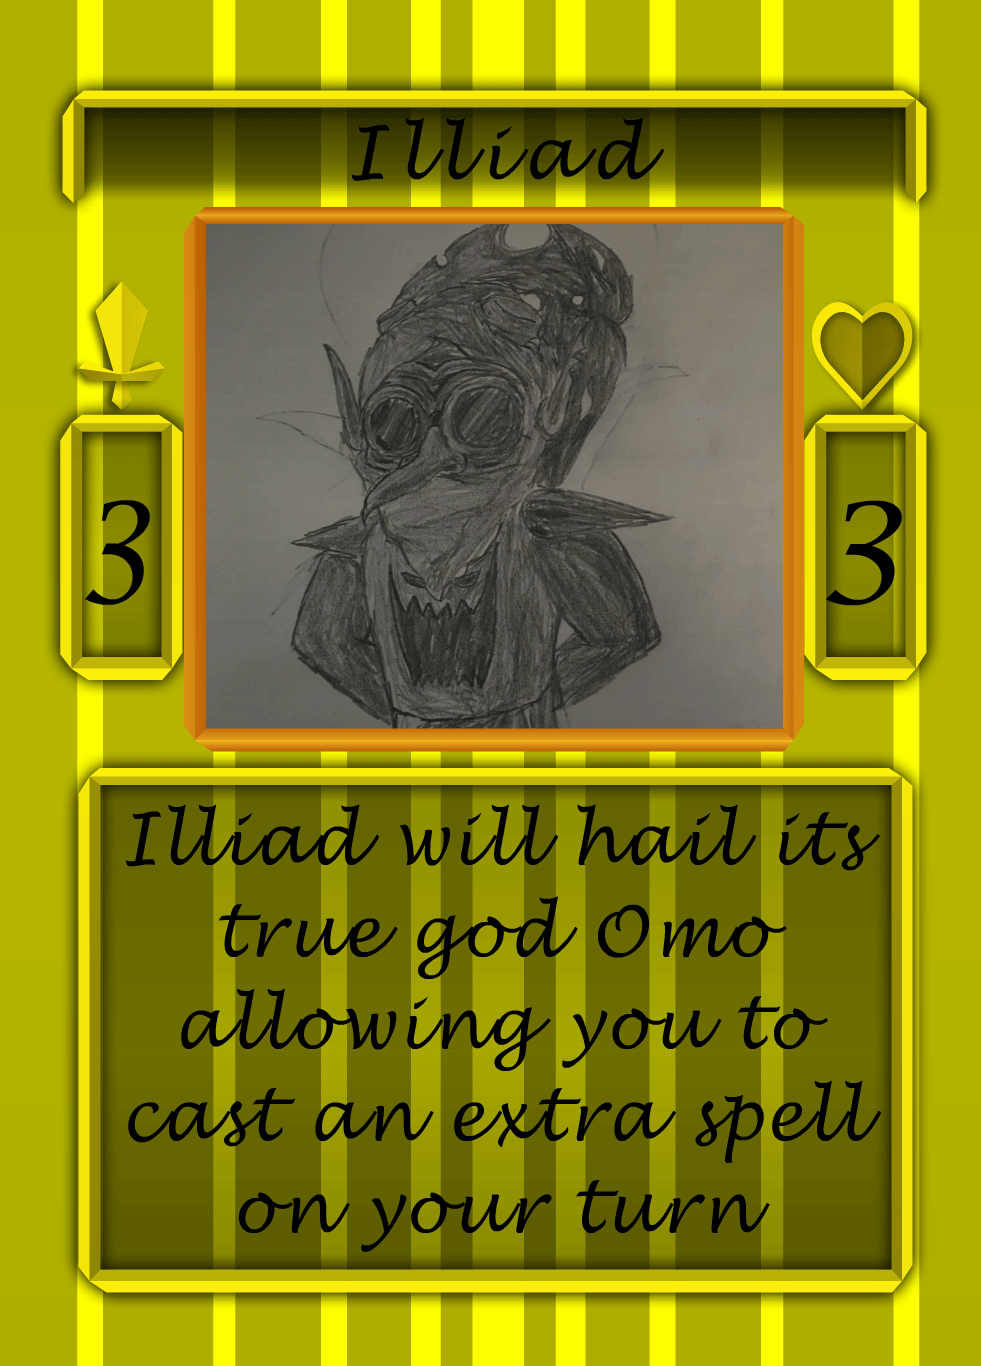 Illiad
3
3
Illiad will hail its
true god Omo
allowing you to
cast an extra spell
on your turn